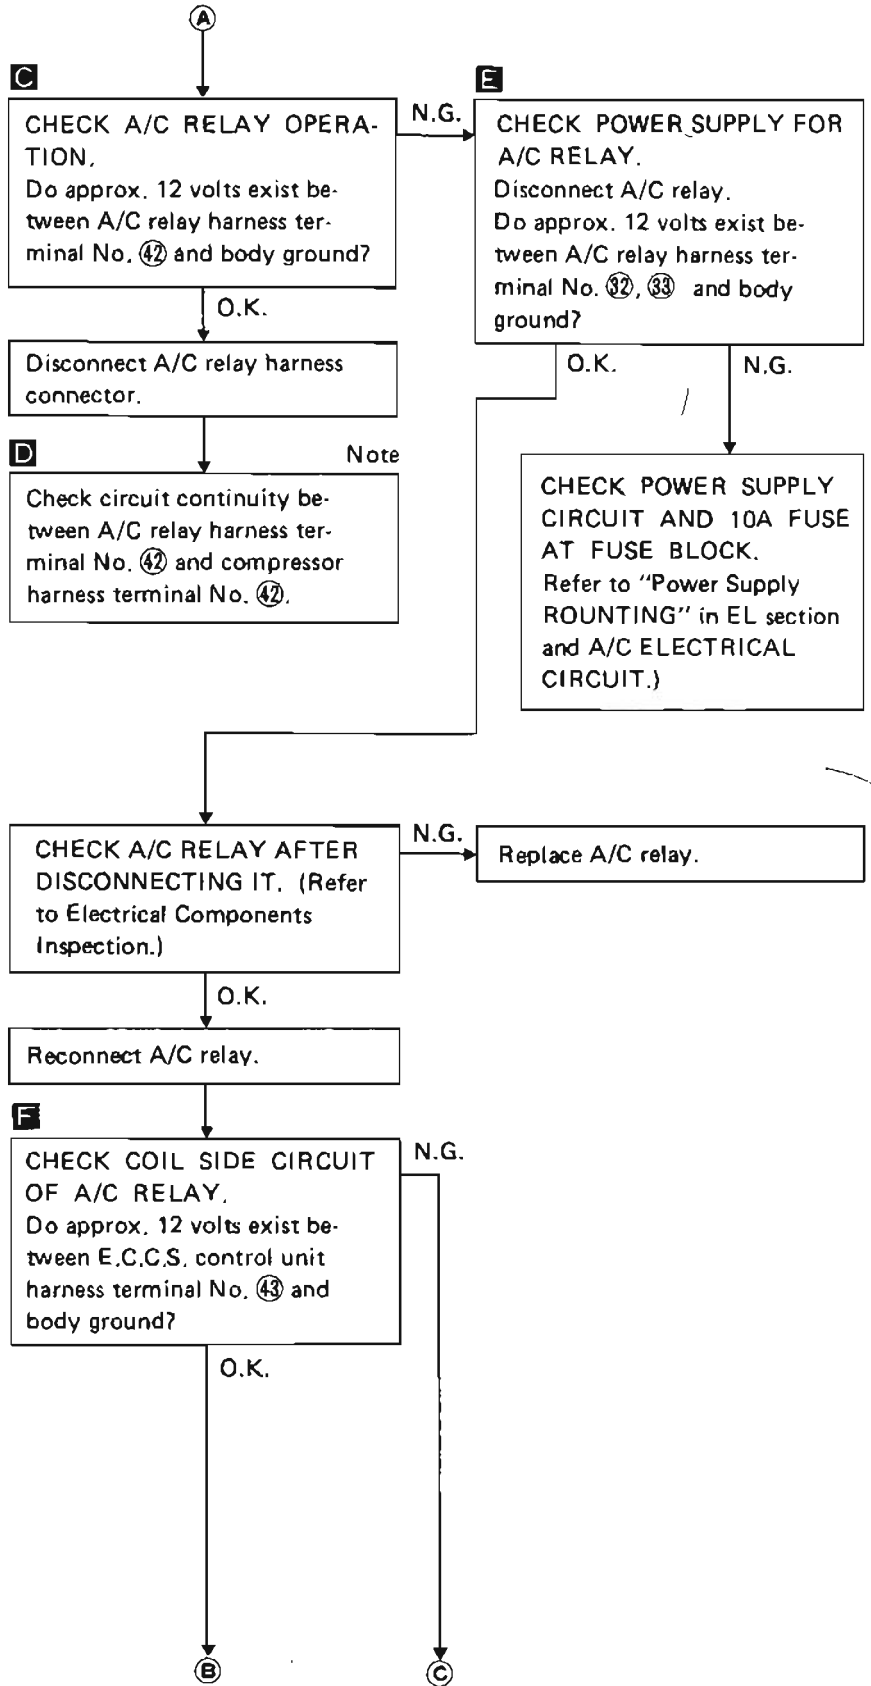 A
C
CHECK A/C RELAY OPERA-
TION.
Do approx. 12 volts exist be-
tween A/C relay harness ter-
minal No. ㊷ and body ground?
N.G.
E
CHECK POWER SUPPLY FOR
A/C RELAY.
Disconnect A/C relay.
Do approx. 12 volts exist be-
tween A/C relay harness ter-
minal No. ㉜, ㉝ and body
ground?
O.K.
Disconnect A/C relay harness
connector.
O.K.
N.G.
D
Note
Check circuit continuity be-
tween A/C relay harness ter-
minal No. ㊷ and compressor
harness terminal No. ㊷.
CHECK POWER SUPPLY
CIRCUIT AND 10A FUSE
AT FUSE BLOCK.
Refer to "Power Supply
ROUNTING" in EL section
and A/C ELECTRICAL
CIRCUIT.)
CHECK A/C RELAY AFTER
DISCONNECTING IT. (Refer
to Electrical Components
Inspection.)
N.G.
Replace A/C relay.
O.K.
Reconnect A/C relay.
F
CHECK COIL SIDE CIRCUIT
OF A/C RELAY.
Do approx. 12 volts exist be-
tween E.C.C.S. control unit
harness terminal No. ㊸ and
body ground?
N.G.
O.K.
B
C